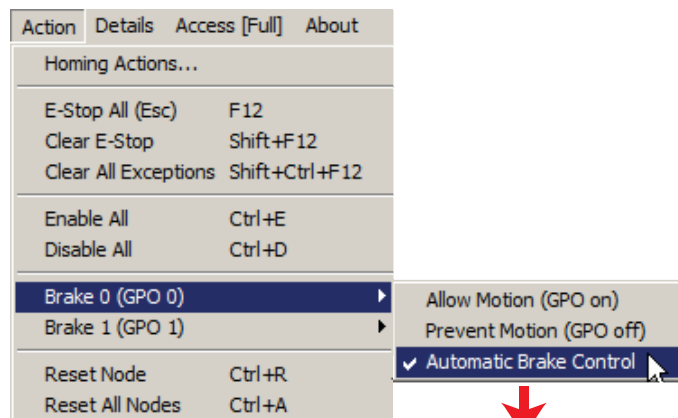 Action Details Access [Full] About
Homing Actions...
E-Stop All (Esc) F12
Clear E-Stop Shift+F12
Clear All Exceptions Shift+Ctrl+F12
Enable All Ctrl+E
Disable All Ctrl+D
Brake 0 (GPO 0)
Brake 1 (GPO 1)
Reset Node Ctrl+R
Reset All Nodes Ctrl+A
Allow Motion (GPO on)
Prevent Motion (GPO off)
Automatic Brake Control